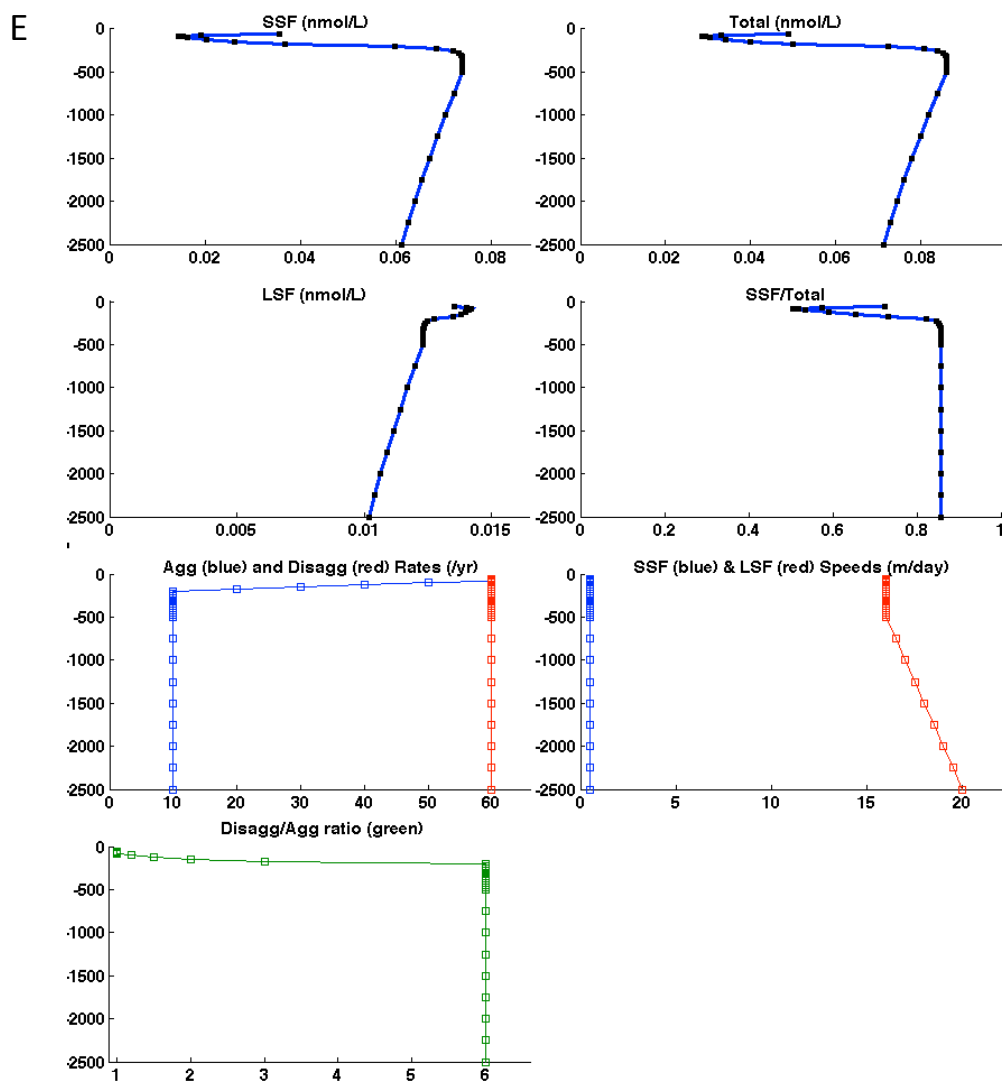 E
SSF (nmol/L)
0
-500
-1000
-1500
-2000
-2500
0 0.02 0.04 0.06 0.08
Total (nmol/L)
0
-500
-1000
-1500
-2000
-2500
0 0.02 0.04 0.06 0.08
LSF (nmol/L)
0
-500
-1000
-1500
-2000
-2500
0 0.005 0.01 0.015
SSF/Total
0
-500
-1000
-1500
-2000
-2500
0 0.2 0.4 0.6 0.8 1
Agg (blue) and Disagg (red) Rates (/yr)
0
-500
-1000
-1500
-2000
-2500
0 10 20 30 40 50 60
SSF (blue) & LSF (red) Speeds (m/day)
0
-500
-1000
-1500
-2000
-2500
0 5 10 15 20
Disagg/Agg ratio (green)
0
-500
-1000
-1500
-2000
-2500
1 2 3 4 5 6